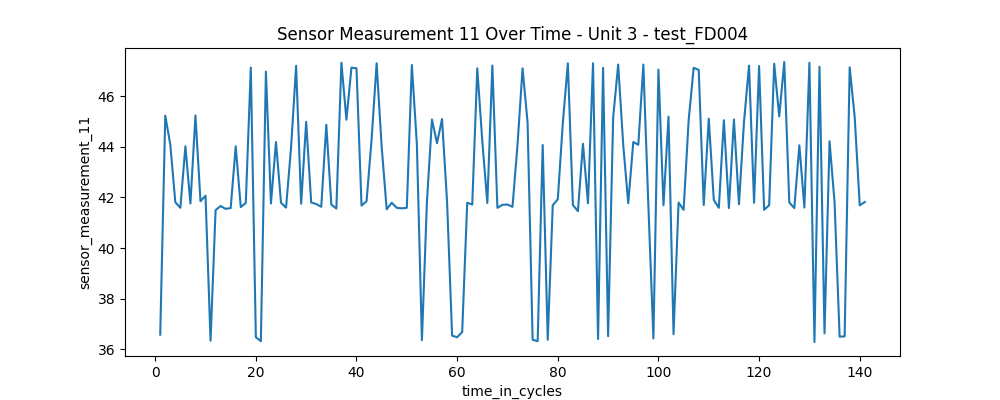 Sensor Measurement 11 Over Time - Unit 3 - test_FD004
sensor_measurement_11
46
44
42
40
38
36
0 20 40 60 80 100 120 140
time_in_cycles